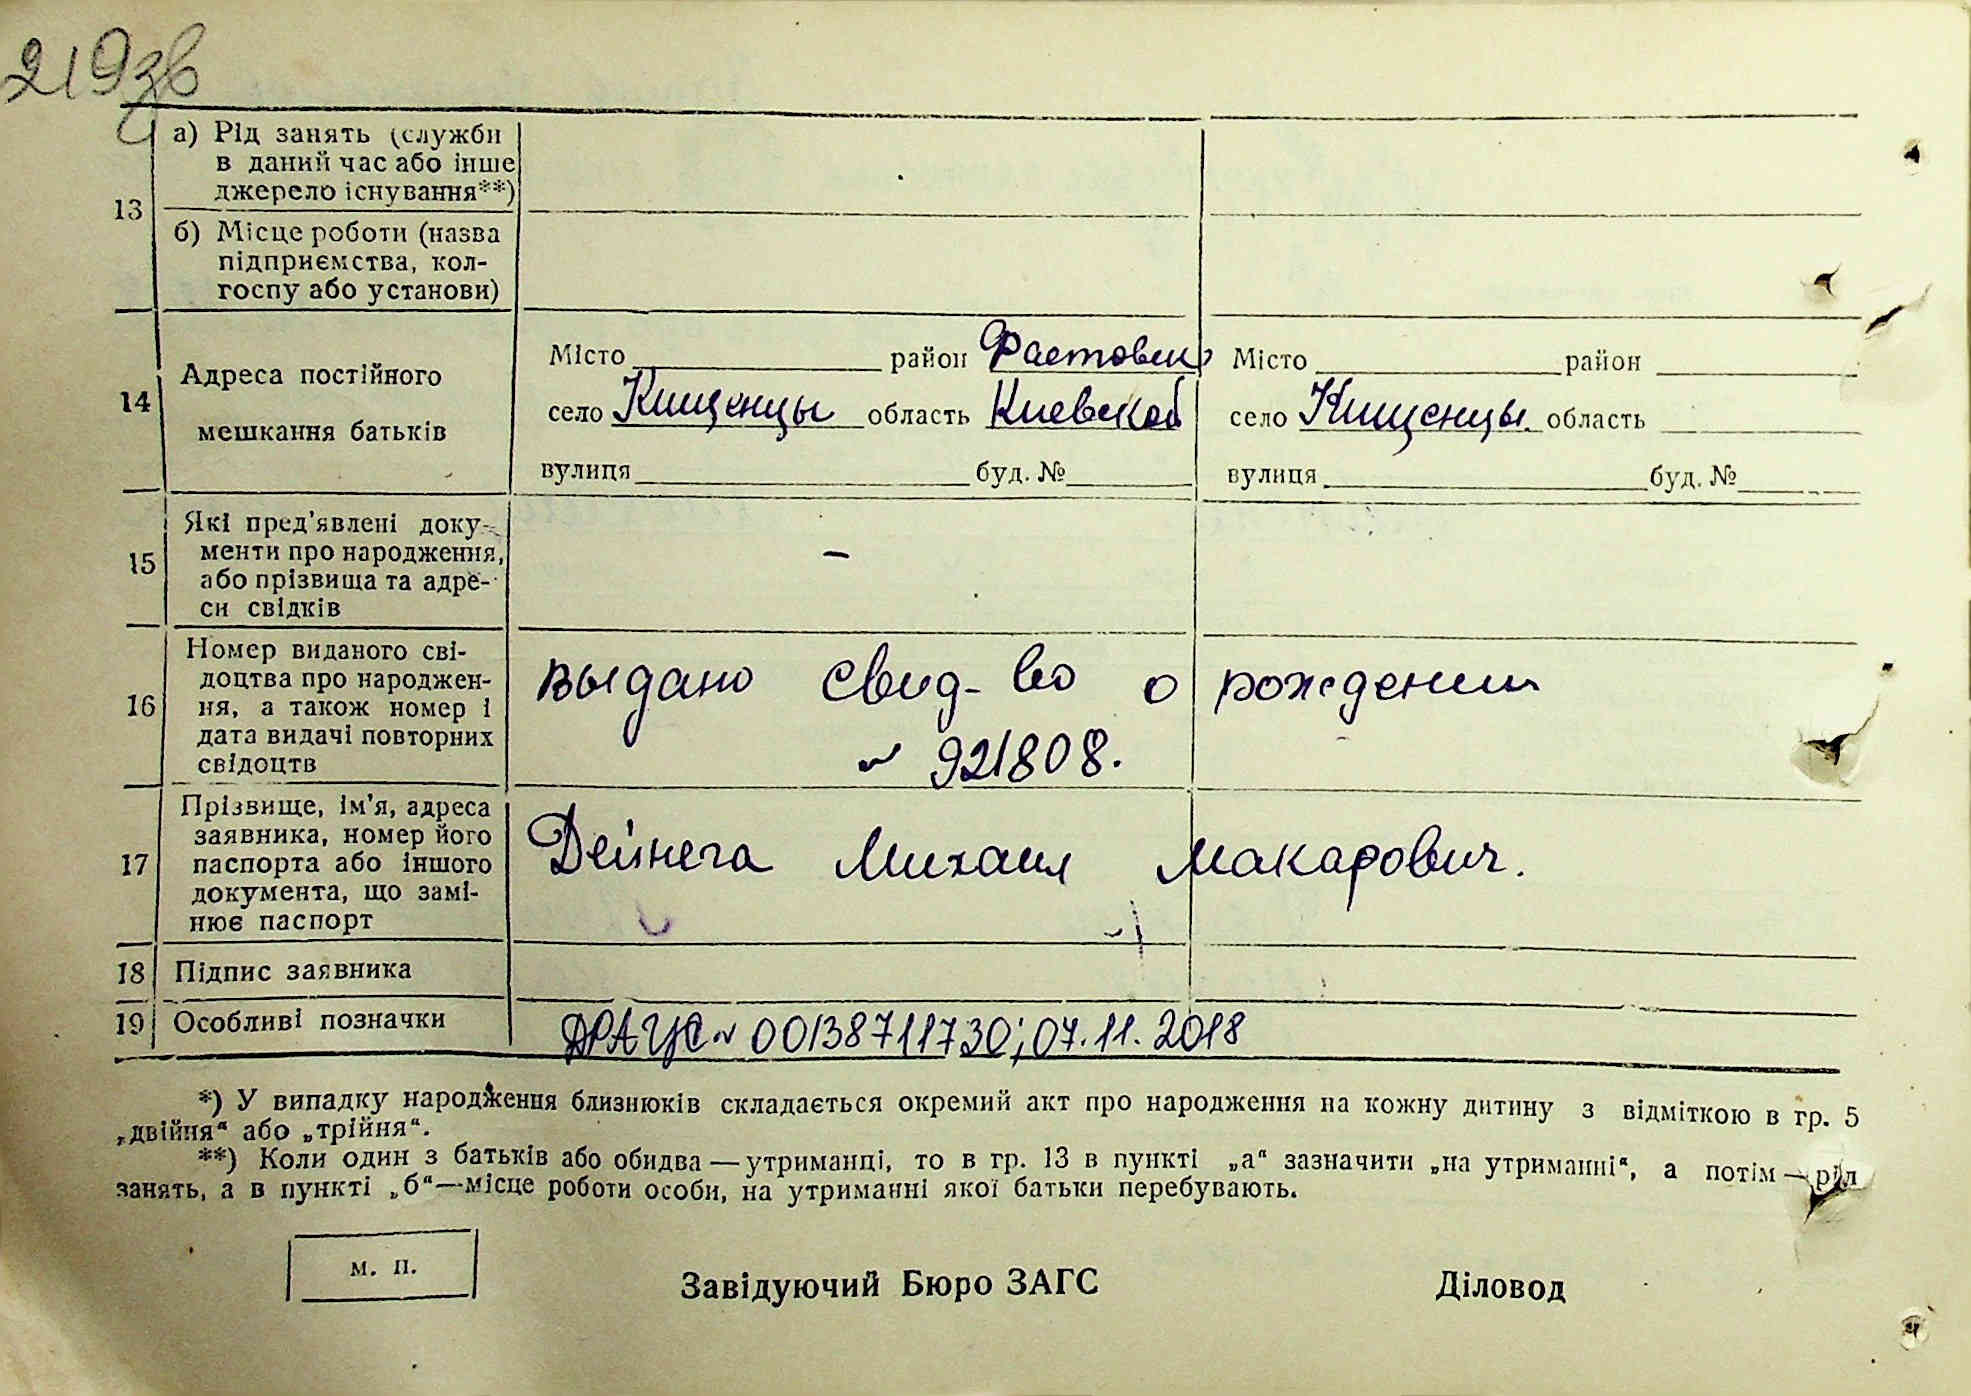 219зв
13
а) Рід занять (служби
в даний час або інше
джерело існування**)
б) Місце роботи (назва
підприємства, кол-
госпу або установи)
14
Адреса постійного
мешкання батьків
Місто район Фастовск
село Кищенцы область Киевской
вулиця буд. №
Місто район
село Кищенцы область
вулиця буд. №
15
Які пред'явлені доку-
менти про народження,
або прізвища та адре-
си свідків
–
16
Номер виданого сві-
доцтва про народжен-
ня, а також номер і
дата видачі повторних
свідоцтв
выдано свид-во о рождении
№ 921808.
17
Прізвище, ім'я, адреса
заявника, номер його
паспорта або іншого
документа, що замі-
нює паспорт
Дейнега Михаил Макарович.
18 Підпис заявника
19 Особливі позначки
ДРАЦС № 00138711730; 07.11.2018
*) У випадку народження близнюків складається окремий акт про народження на кожну дитину з відміткою в гр. 5
„двійня“ або „трійня“.
**) Коли один з батьків або обидва — утриманці, то в гр. 13 в пункті „а“ зазначити „на утриманні“, а потім — рід
занять, а в пункті „б“—місце роботи особи, на утриманні якої батьки перебувають.
м. п.
Завідуючий Бюро ЗАГС
Діловод